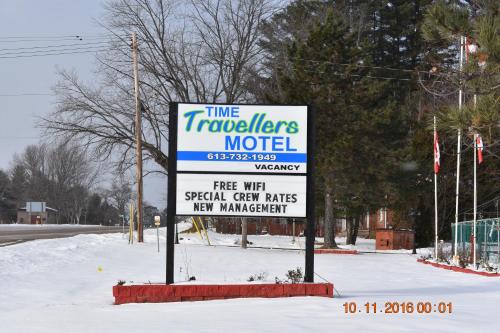 TIME
Travellers
MOTEL
613-732-1949
VACANCY
FREE WIFI
SPECIAL CREW RATES
NEW MANAGEMENT
10.11.2016 00:01